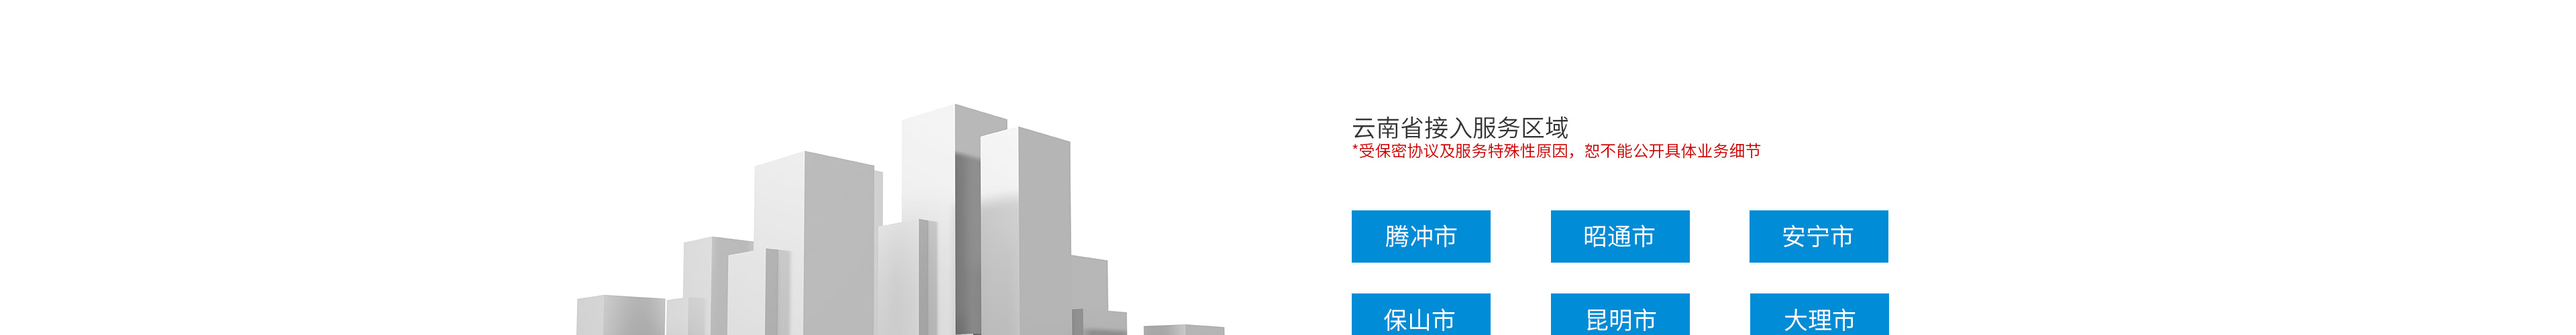 云南省接入服务区域
*受保密协议及服务特殊性原因，恕不能公开具体业务细节
腾冲市 昭通市 安宁市
保山市 昆明市 大理市